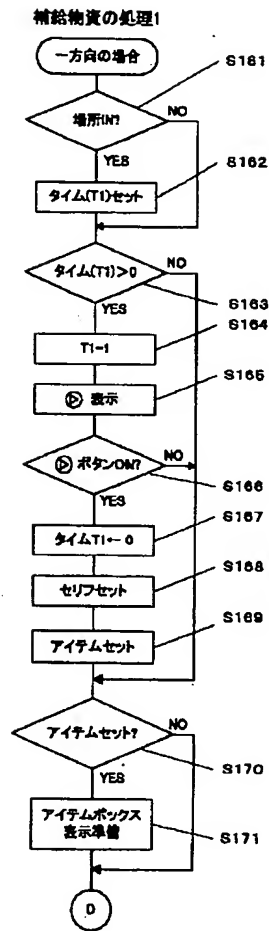 補給物資の処理1
一方向の場合
S161
場所IN?
NO
YES
S162
タイム(T1)セット
タイム(T1)>0
NO
S163
YES
S164
T1-1
S165
▷ 表示
▷ ボタンON?
NO
S166
YES
S167
タイムT1←0
S168
セリフセット
S169
アイテムセット
アイテムセット?
NO
S170
YES
アイテムボックス
表示準備
S171
D